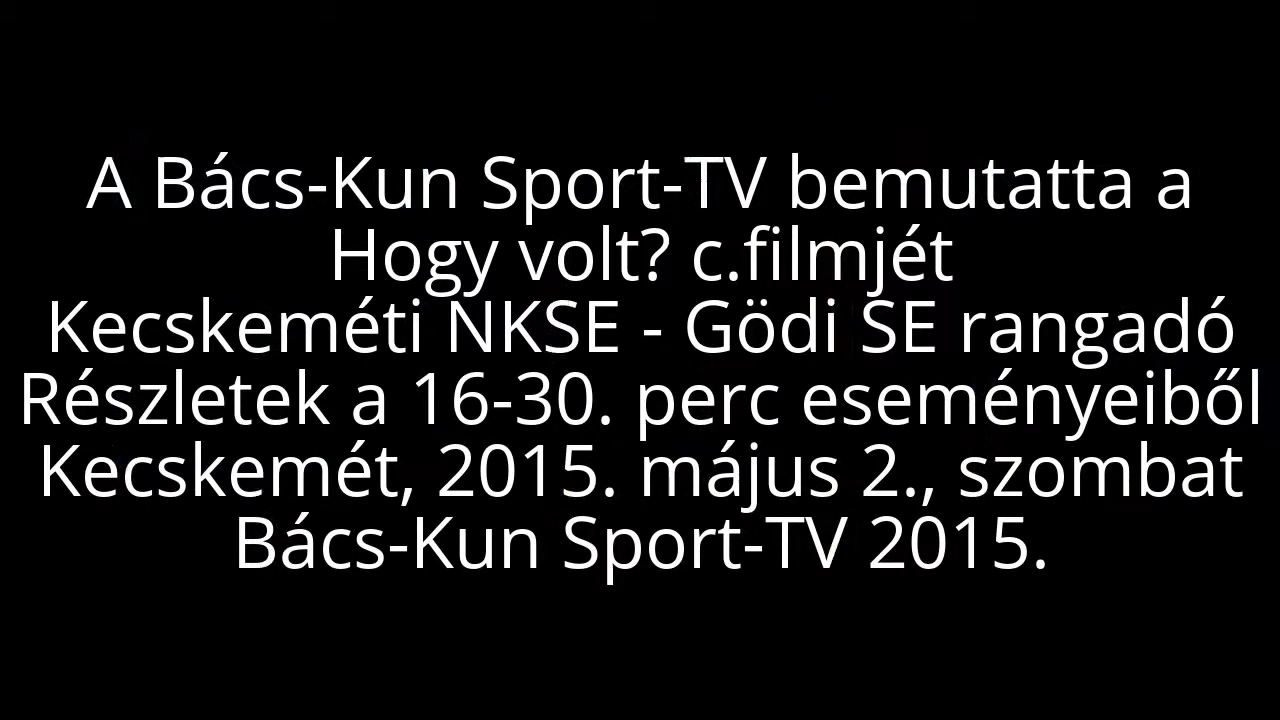 A Bács-Kun Sport-TV bemutatta a
Hogy volt? c.filmjét
Kecskeméti NKSE - Gödi SE rangadó
Részletek a 16-30. perc eseményeiből
Kecskemét, 2015. május 2., szombat
Bács-Kun Sport-TV 2015.